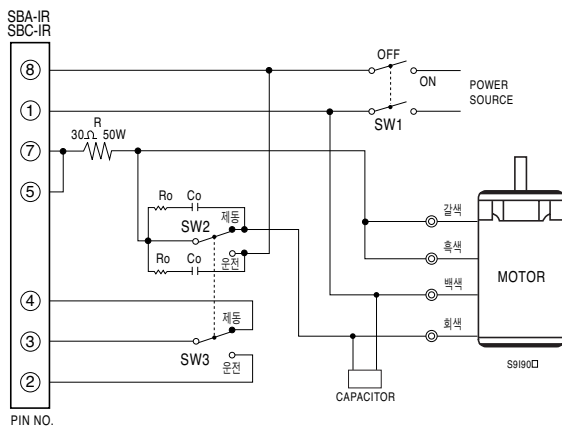 SBA-IR
SBC-IR
8
1
7
5
4
3
2
PIN NO.
R
30Ω 50W
OFF
ON
SW1
POWER
SOURCE
Ro Co
제동
SW2
운전
Ro Co
제동
SW3
운전
갈색
흑색
백색
회색
CAPACITOR
MOTOR
S9I90□